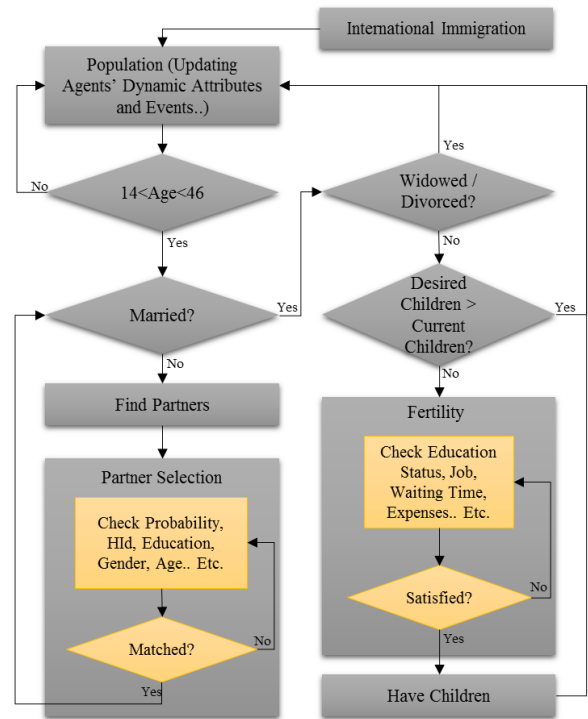 International Immigration
Population (Updating
Agents' Dynamic Attributes
and Events..)
No
14<Age<46
Yes
Married?
Yes
No
Find Partners
Partner Selection
Check Probability,
HId, Education,
Gender, Age.. Etc.
Matched?
No
Yes
Yes
Widowed /
Divorced?
No
Desired
Children >
Current
Children?
Yes
No
Fertility
Check Education
Status, Job,
Waiting Time,
Expenses.. Etc.
Satisfied?
No
Yes
Have Children